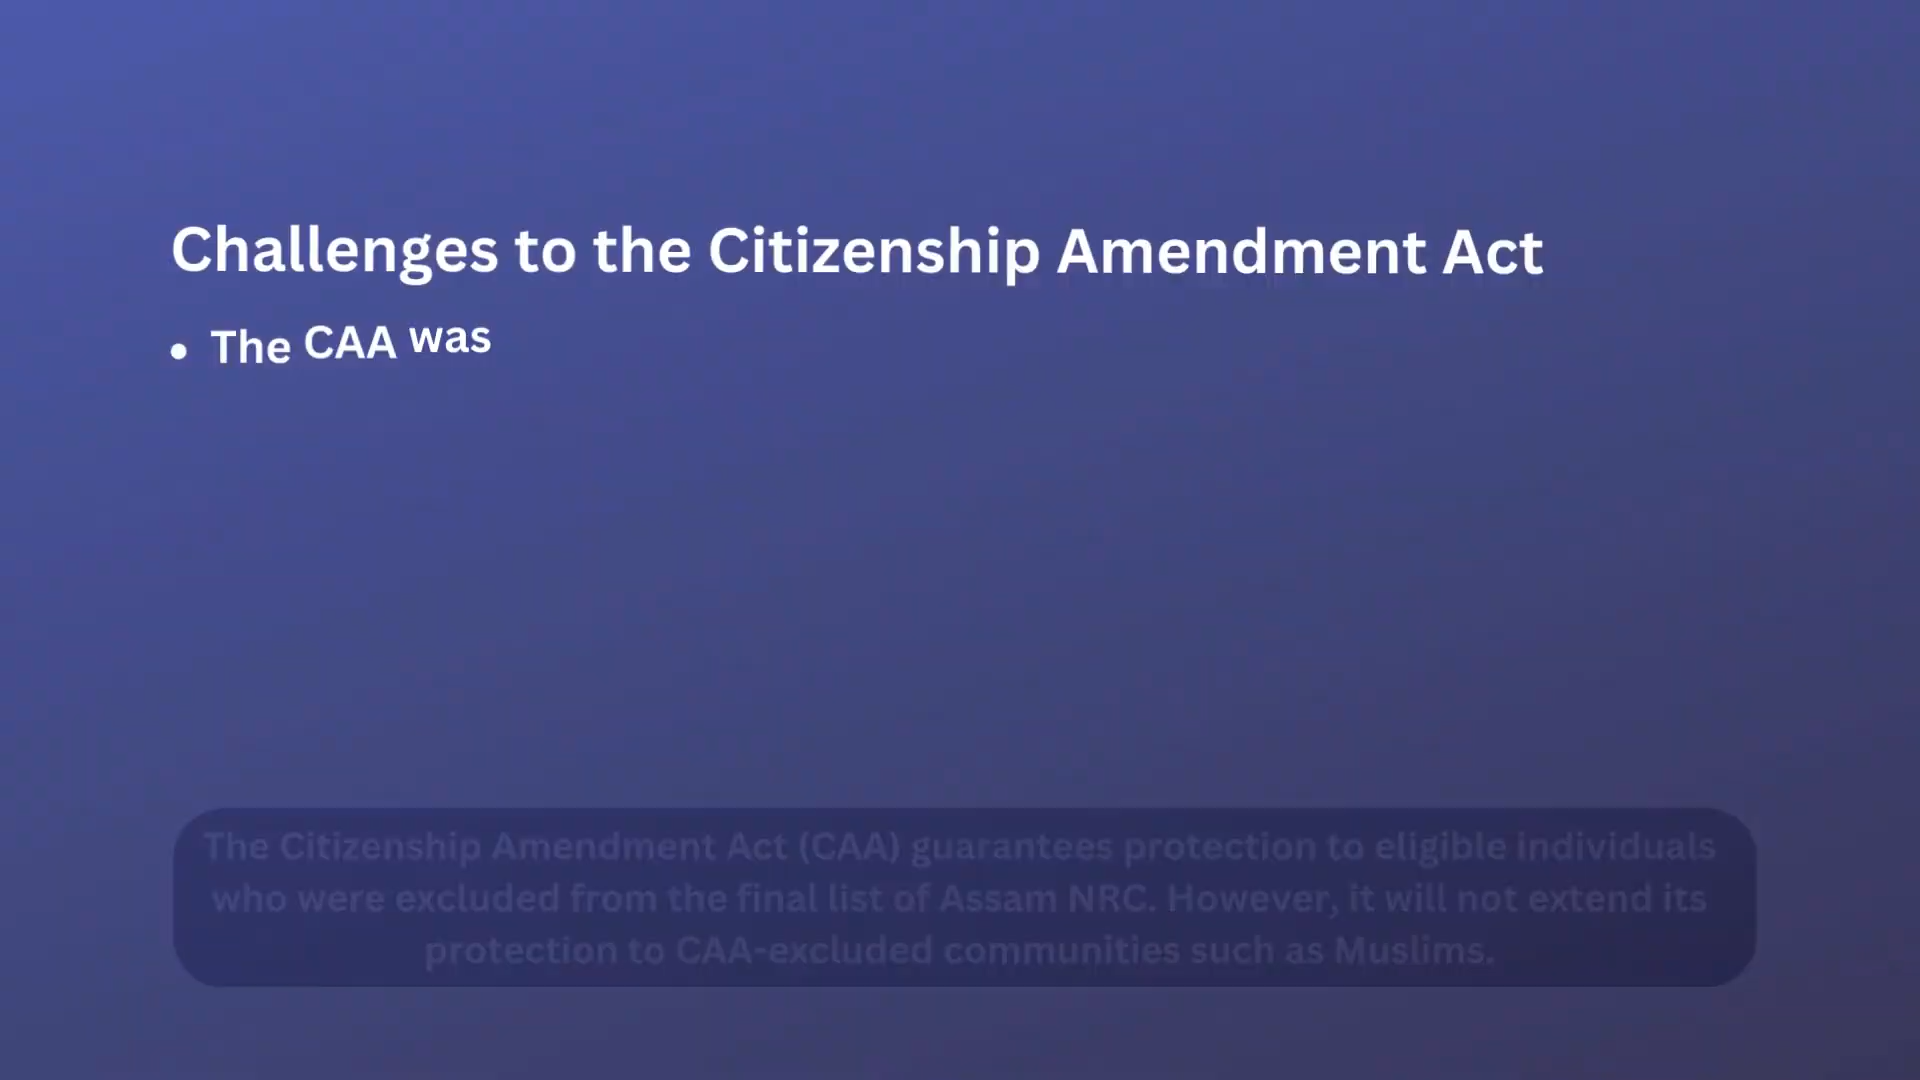 Challenges to the Citizenship Amendment Act
• The CAA was
The Citizenship Amendment Act (CAA) guarantees protection to eligible individuals
who were excluded from the final list of Assam NRC. However, it will not extend its
protection to CAA-excluded communities such as Muslims.